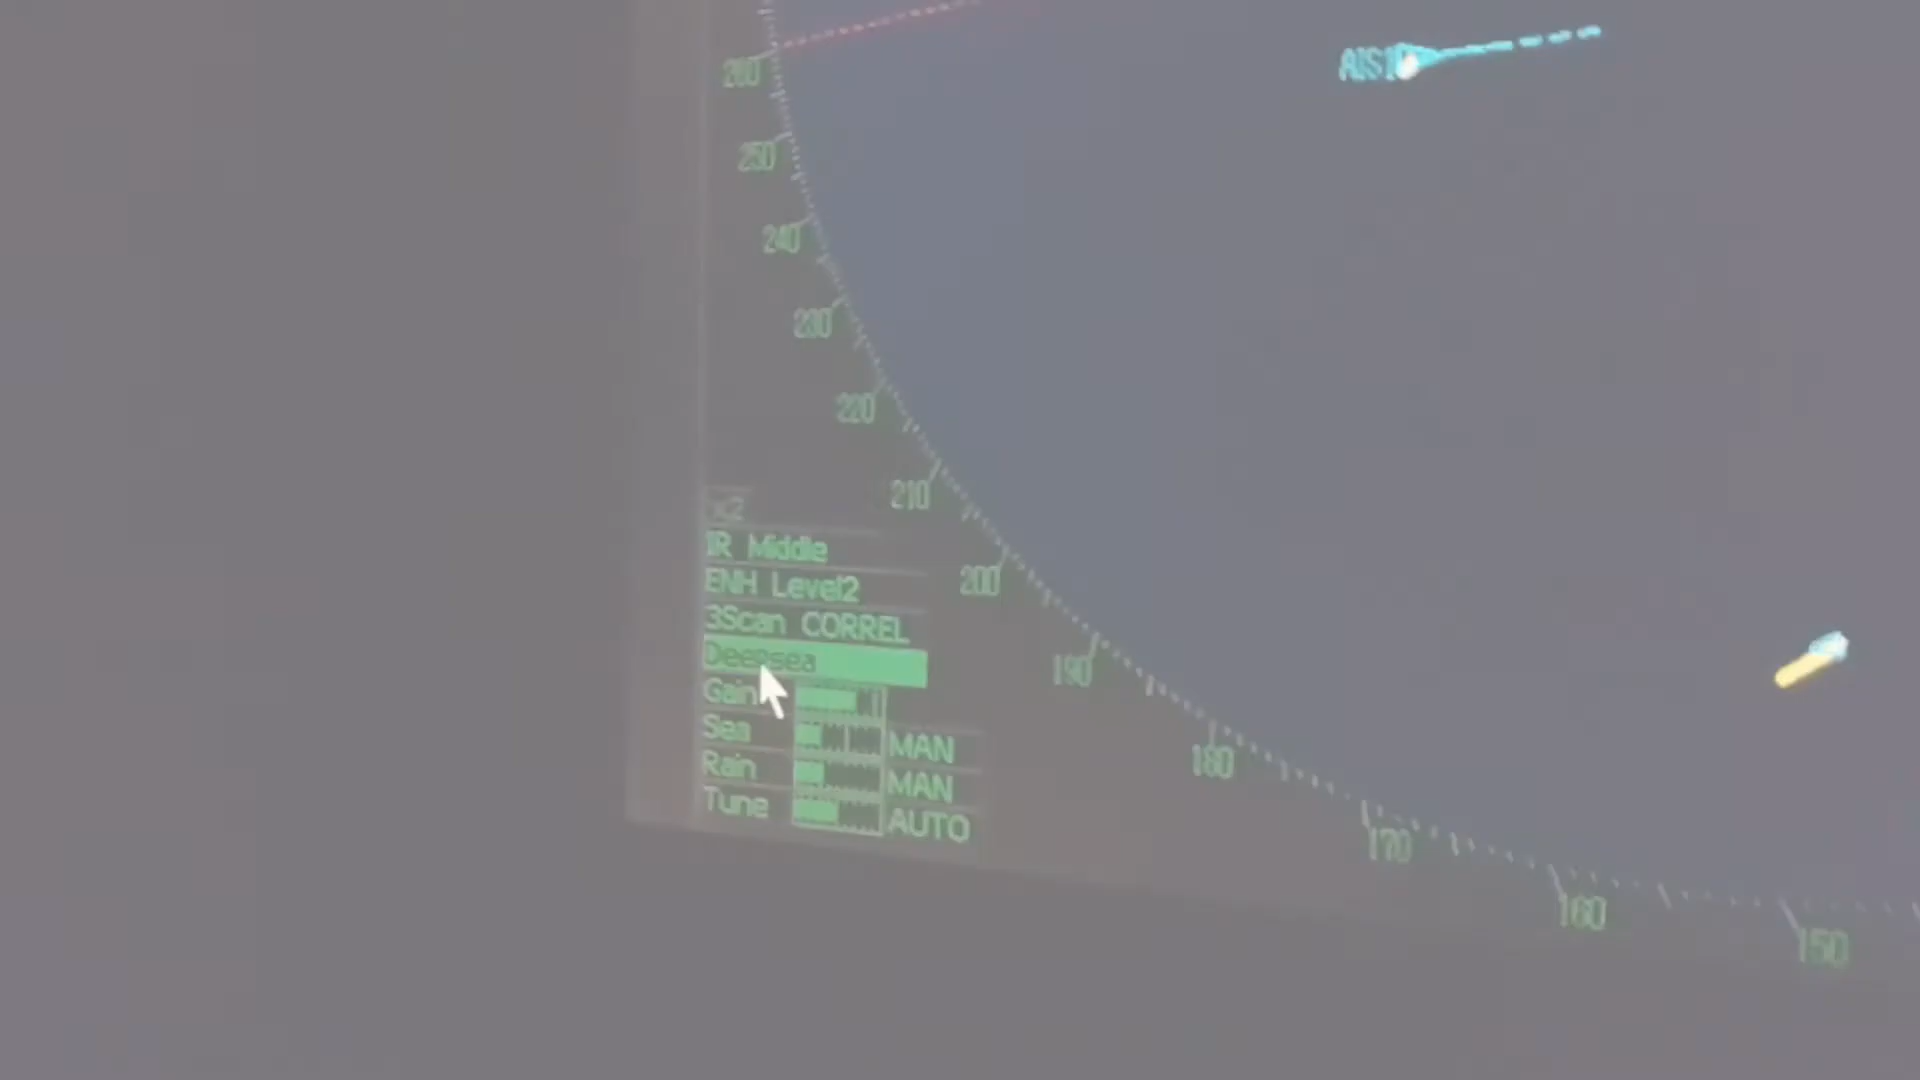 260
250
240
230
220
210
200
190
180
170
160
150
x2
IR Middle
ENH Level2
3Scan CORREL
Deepsea
Gain
Sea MAN
Rain MAN
Tune AUTO